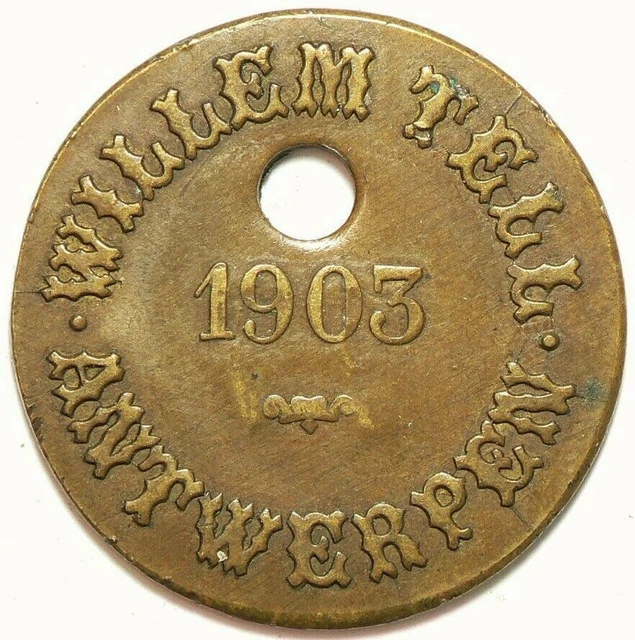 WILLEM TELL
1903
· ANTWERPEN ·